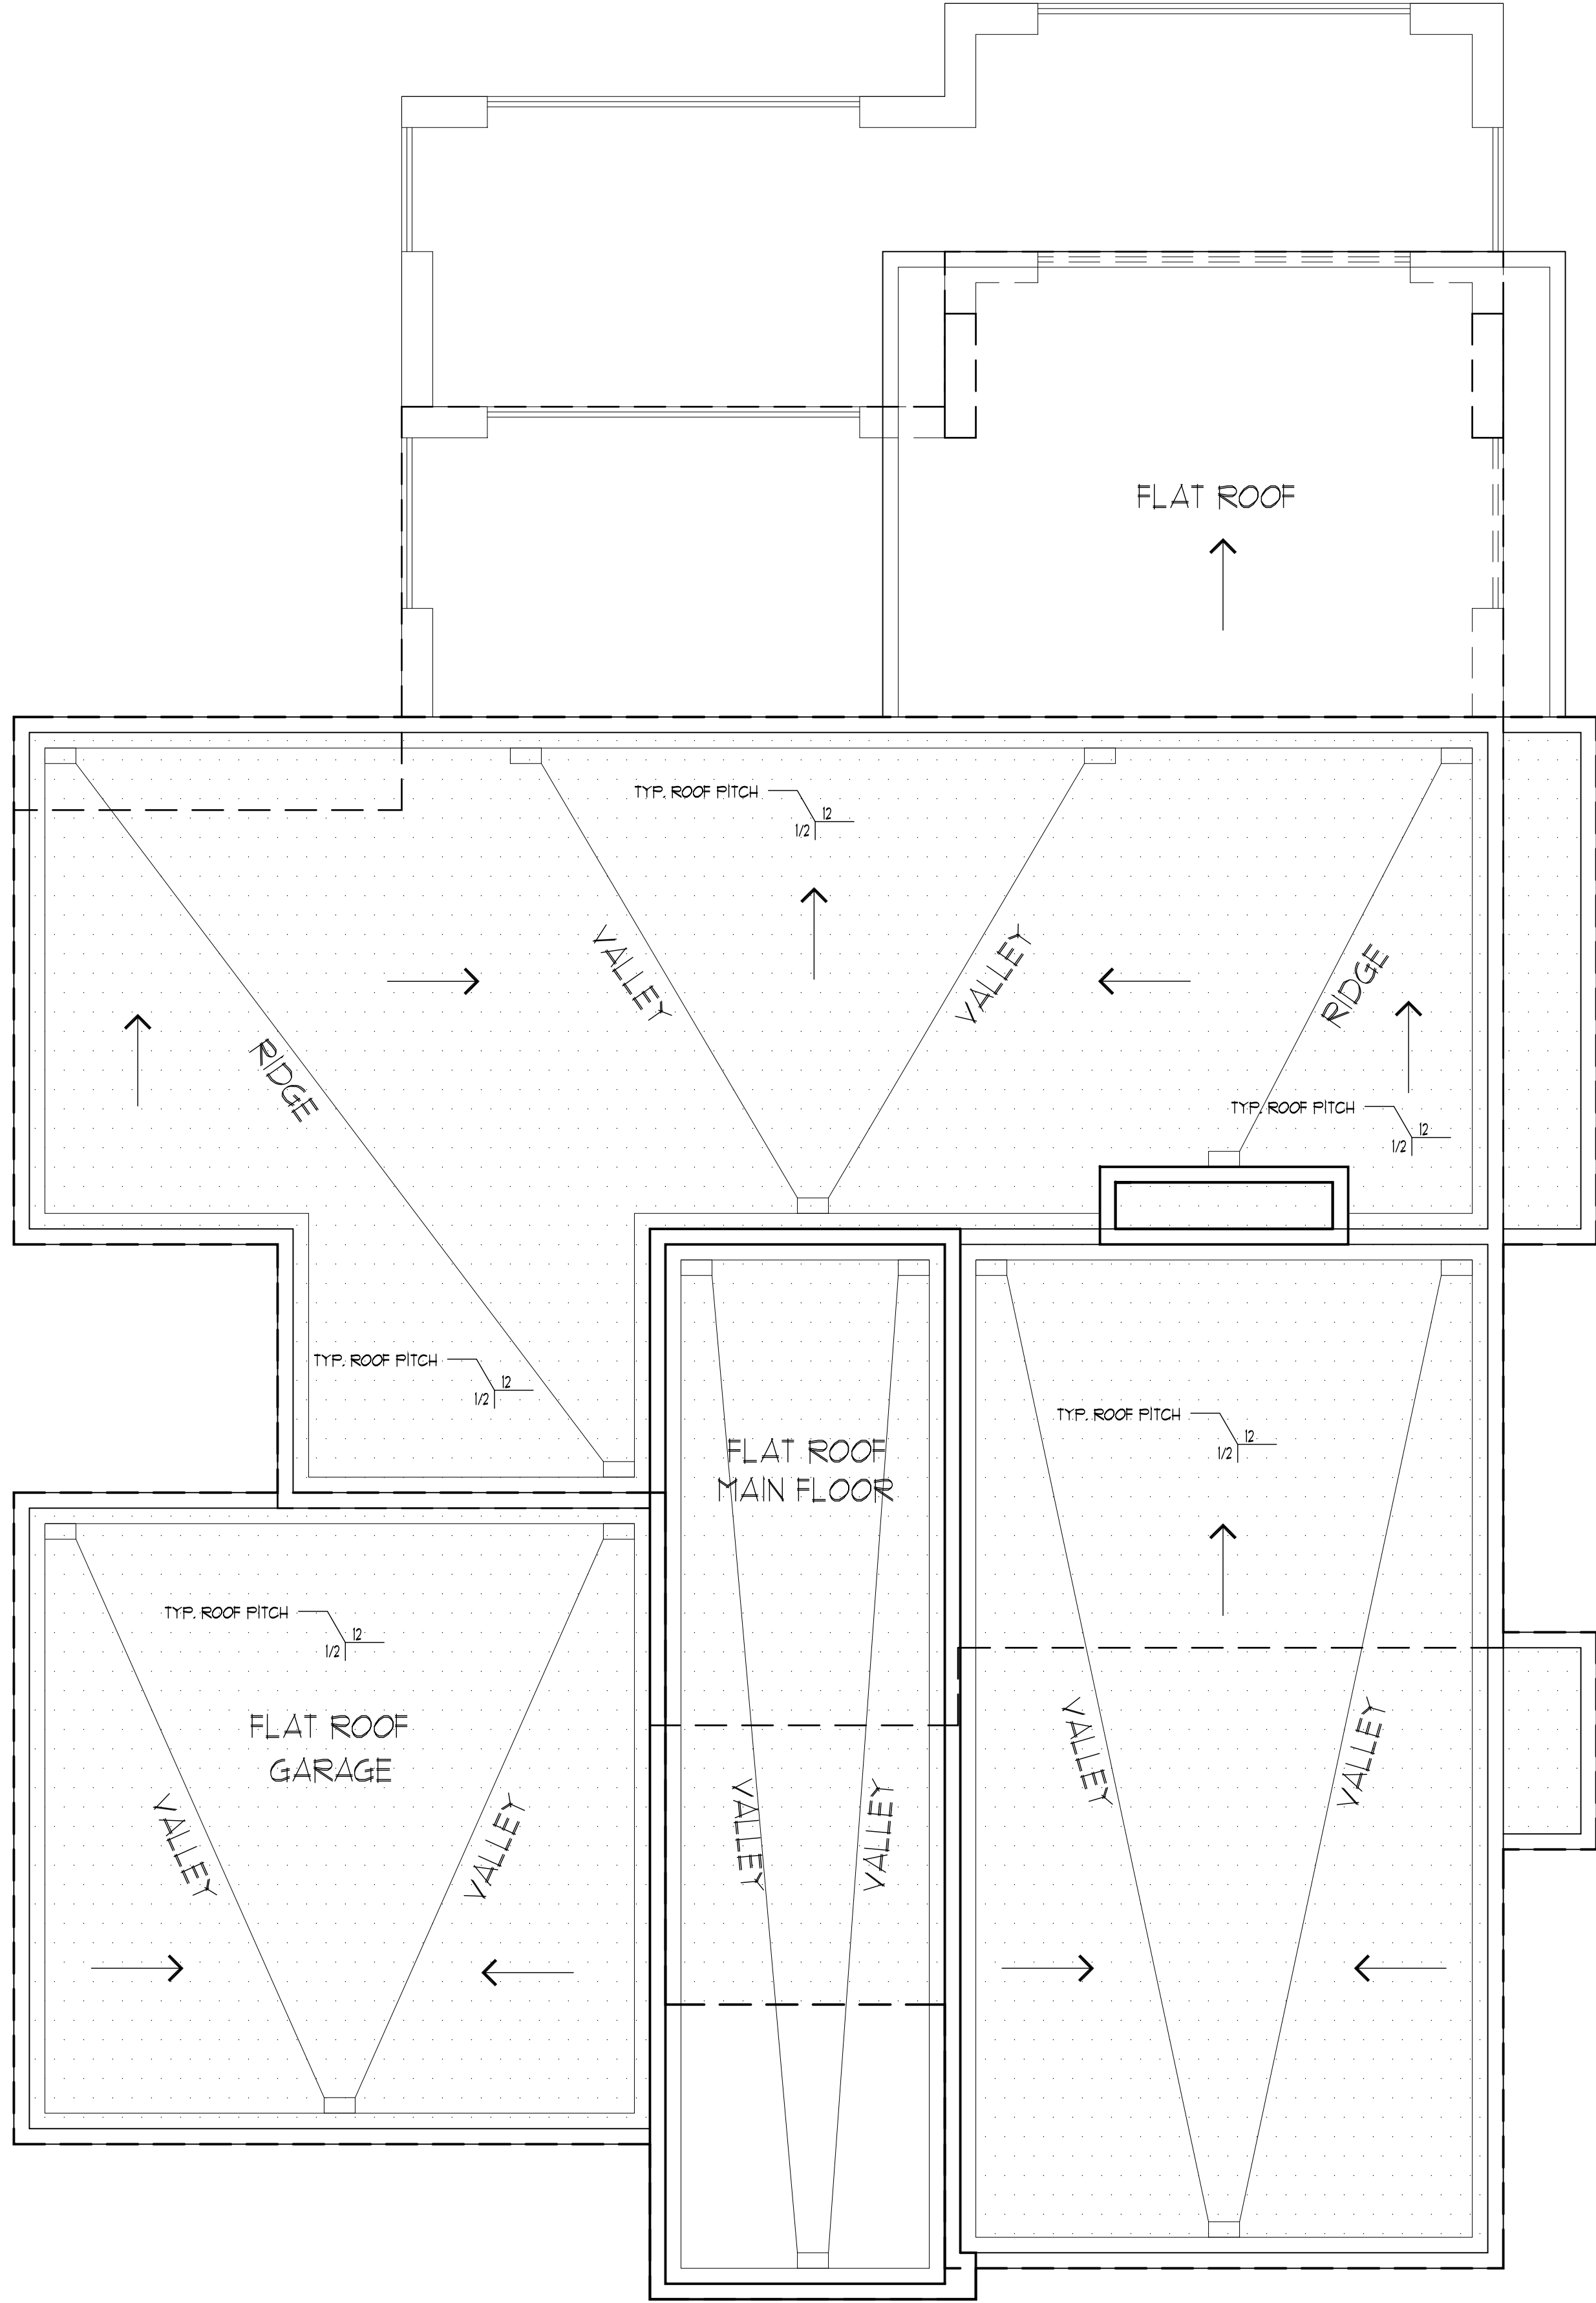 FLAT ROOF
TYP. ROOF PITCH
12
1/2
VALLEY
VALLEY
RIDGE
RIDGE
TYP. ROOF PITCH
12
1/2
TYP. ROOF PITCH
12
1/2
TYP. ROOF PITCH
12
1/2
FLAT ROOF
MAIN FLOOR
TYP. ROOF PITCH
12
1/2
FLAT ROOF
GARAGE
VALLEY
VALLEY
VALLEY
VALLEY
VALLEY
VALLEY